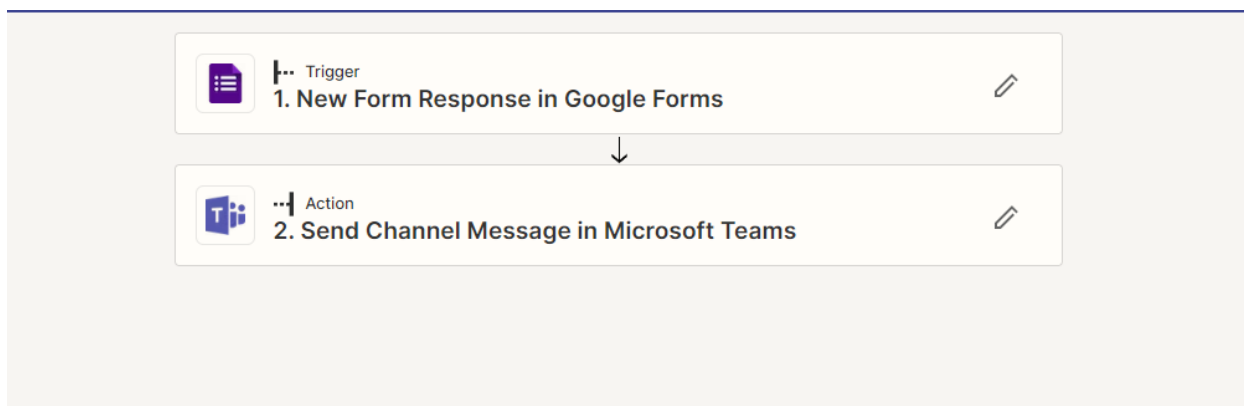 Trigger
1. New Form Response in Google Forms
Action
2. Send Channel Message in Microsoft Teams